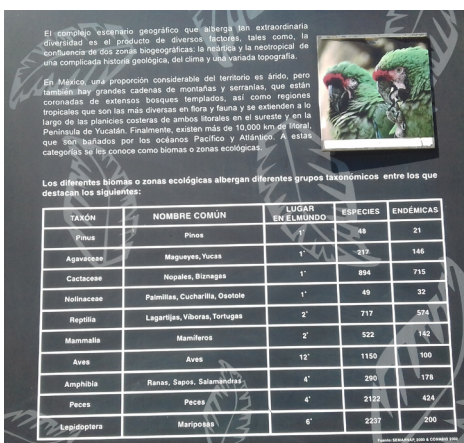 El complejo escenario geográfico que alberga tan extraordinaria
diversidad es el producto de diversos factores, tales como, la
confluencia de dos zonas biogeográficas: la neártica y la neotropical de
una complicada historia geológica, del clima y una variada topografía.
En México, una proporción considerable del territorio es árido, pero
también hay grandes cadenas de montañas y serranías, que están
coronadas de extensos bosques templados, así como regiones
tropicales que son las más diversas en flora y fauna y se extienden a lo
largo de las planicies costeras de ambos litorales en el sureste y en la
Península de Yucatán. Finalmente, existen más de 10,000 km de litoral,
que son bañados por los océanos Pacífico y Atlántico. A estas
categorías se les conoce como biomas o zonas ecológicas.
Los diferentes biomas o zonas ecológicas albergan diferentes grupos taxonómicos entre los que
destacan los siguientes:
TAXÓN NOMBRE COMÚN LUGAR EN EL MUNDO ESPECIES ENDÉMICAS
Pinus Pinos 1° 48 21
Agavaceae Magueyes, Yucas 1° 217 146
Cactaceae Nopales, Biznagas 1° 894 715
Nolinaceae Palmillas, Cucharilla, Osotole 1° 49 32
Reptilia Lagartijas, Víboras, Tortugas 2° 717 574
Mammalia Mamíferos 2° 522 142
Aves Aves 12° 1150 100
Amphibia Ranas, Sapos, Salamandras 4° 290 178
Peces Peces 4° 2122 424
Lepidoptera Mariposas 6° 2237 200